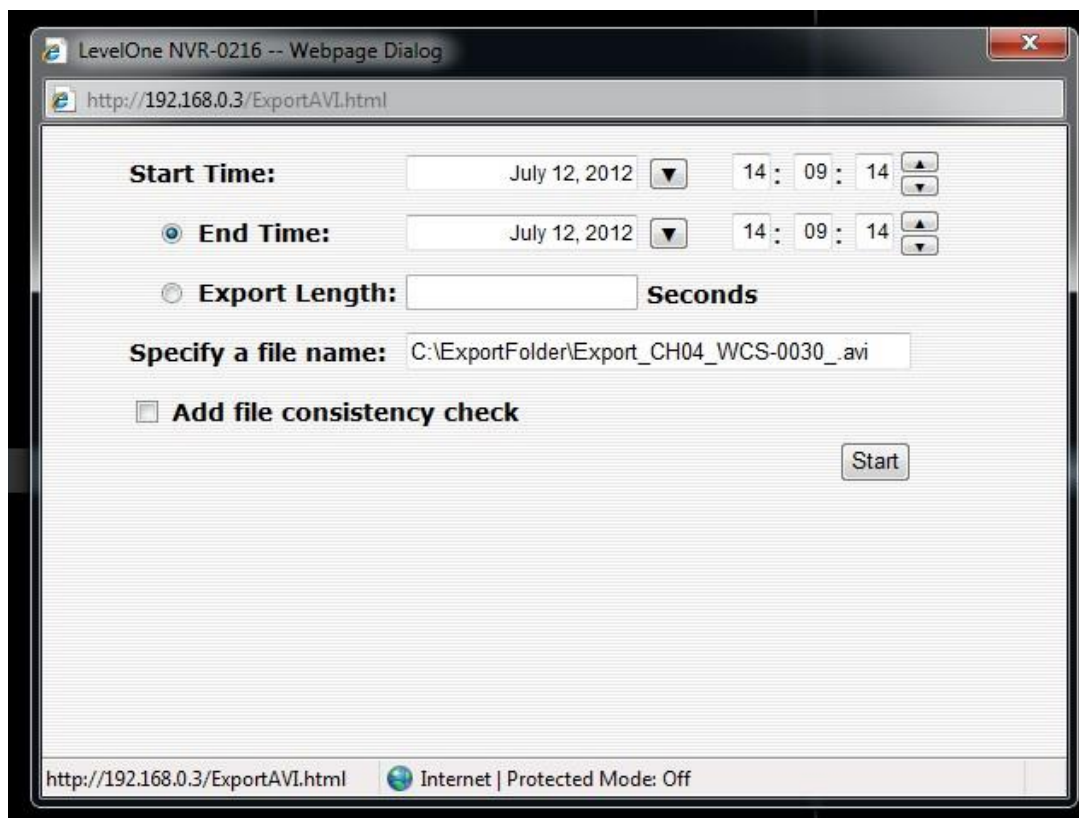 LevelOne NVR-0216 -- Webpage Dialog
http://192.168.0.3/ExportAVI.html
Start Time: July 12, 2012 14 : 09 : 14
End Time: July 12, 2012 14 : 09 : 14
Export Length: Seconds
Specify a file name: C:\ExportFolder\Export_CH04_WCS-0030_.avi
Add file consistency check
Start
http://192.168.0.3/ExportAVI.html Internet | Protected Mode: Off